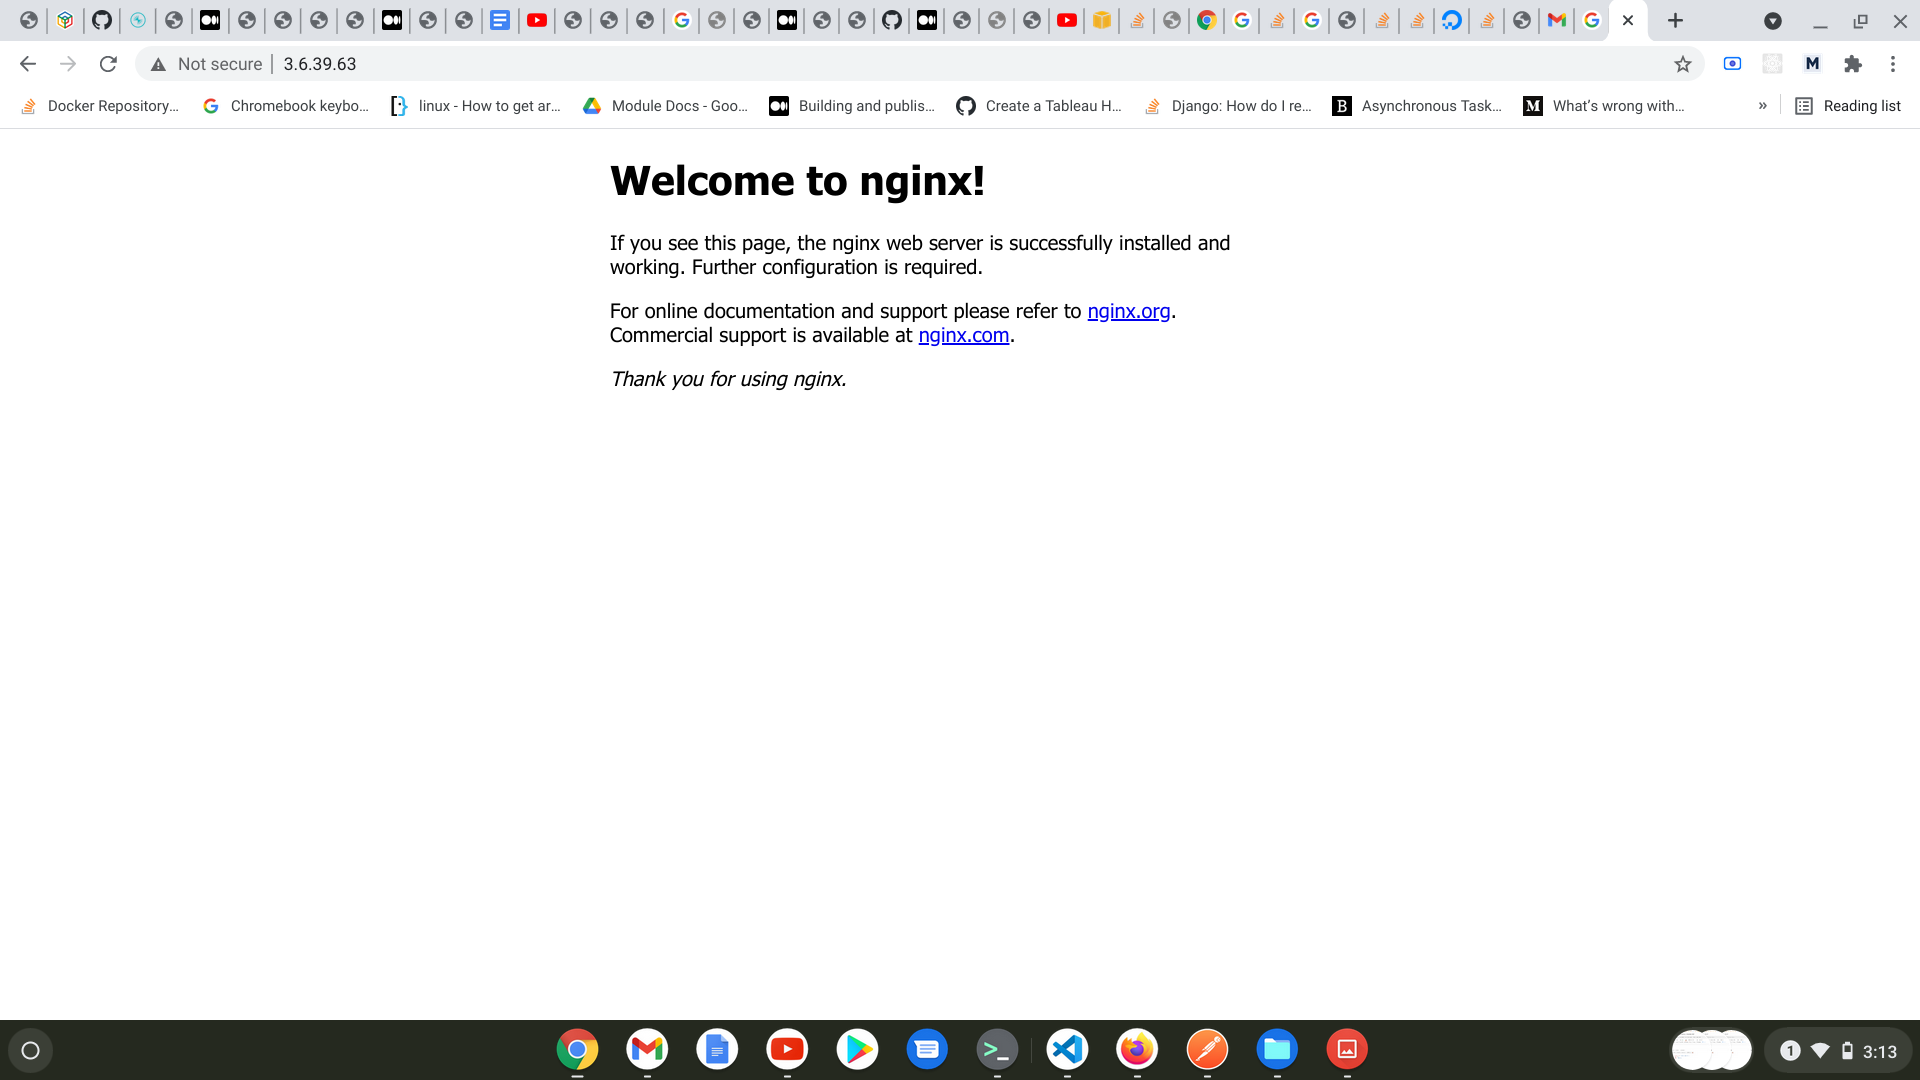 Not secure
3.6.39.63
Docker Repository...
Chromebook keybo...
linux - How to get ar...
Module Docs - Goo...
Building and publis...
Create a Tableau H...
Django: How do I re...
B
Asynchronous Task...
M
What's wrong with...
»
Reading list
Welcome to nginx!
If you see this page, the nginx web server is successfully installed and
working. Further configuration is required.
For online documentation and support please refer to nginx.org.
Commercial support is available at nginx.com.
Thank you for using nginx.
1
3:13